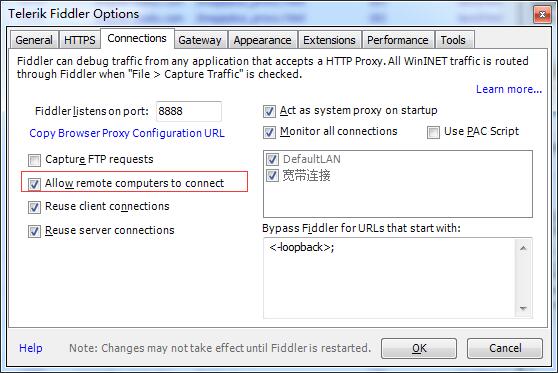 Telerik Fiddler Options
General HTTPS Connections Gateway Appearance Extensions Performance Tools
Fiddler can debug traffic from any application that accepts a HTTP Proxy. All WinINET traffic is routed
through Fiddler when "File > Capture Traffic" is checked.
Learn more...
Fiddler listens on port: 8888
Copy Browser Proxy Configuration URL
Capture FTP requests
Allow remote computers to connect
Reuse client connections
Reuse server connections
Act as system proxy on startup
Monitor all connections Use PAC Script
DefaultLAN
宽带连接
Bypass Fiddler for URLs that start with:
<-loopback>;
Help Note: Changes may not take effect until Fiddler is restarted. OK Cancel